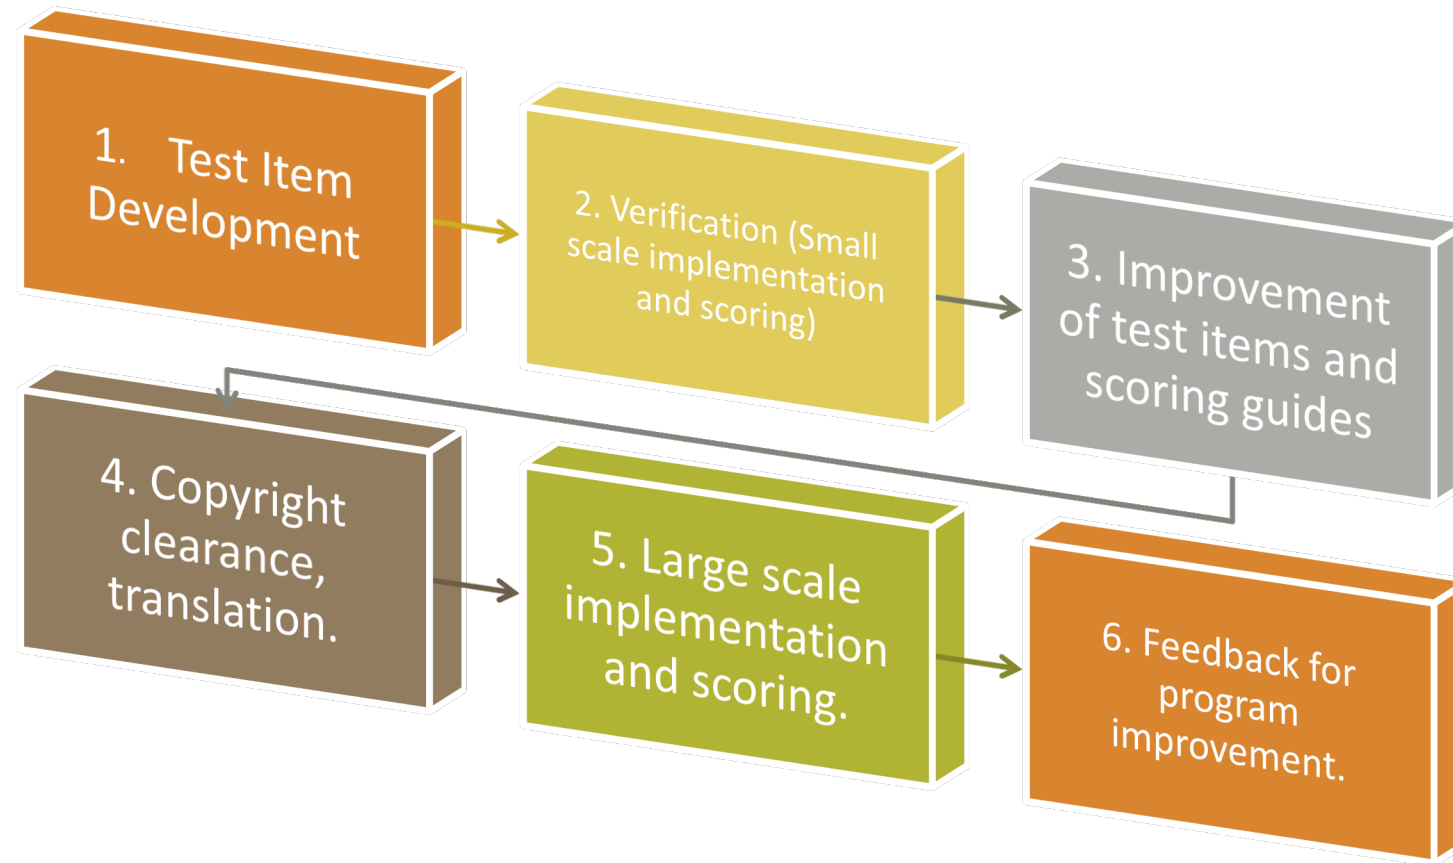 1. Test Item
Development
2. Verification (Small
scale implementation
and scoring)
3. Improvement
of test items and
scoring guides
4. Copyright
clearance,
translation.
5. Large scale
implementation
and scoring.
6. Feedback for
program
improvement.